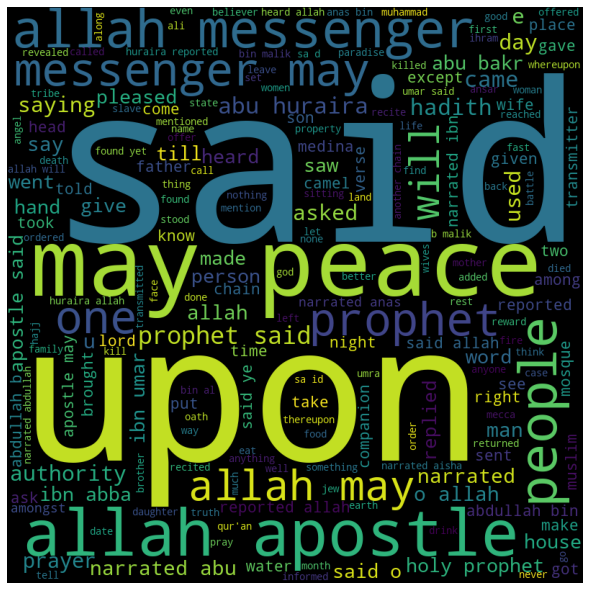 even believer heard allah anas bin muhammad good offered
allah messenger e place
along ali day first ihram gave
revealed called huraira reported bin malik sa d paradise whereupon
messenger may. abu bakr
leave set killed umar said ansar
tribe women except came woman
saying pleased abu huraira hadith reached
slave state property recite life
angel mentioned son wife transmitter
head come name offer
said
death found yet till medina verse find fast
say father heard saw will narrated ibn given used
allah will call another chain back battle
went told thing found camel sitting land
hand give nothing stood mention asked let
took none
ordered know wives b malik two
may peace
made person god better added mother died among
huraira allah face chain done narrated anas rest reported
transmitted allah
one prophet reward
hajj u left fire
lord prophet said said allah think
apostle said apostle may family kill night word mosque
people
time anyone case see
abdullah b brought ibn umar said ye umra
upon
put bin al sa id take companion right
oath thereupon mecca man
narrated abdullah way food order replied returned muslim
authority brother recited eat something narrated aisha sent
anything
allah may narrated
ask ibn abba much well jew o allah
amongst reported allah earth abdullah bin
daughter truth make
allah apostle
date qur'an drink house
prayer pray
narrated abu water month said o holy prophet go
tell informed never got